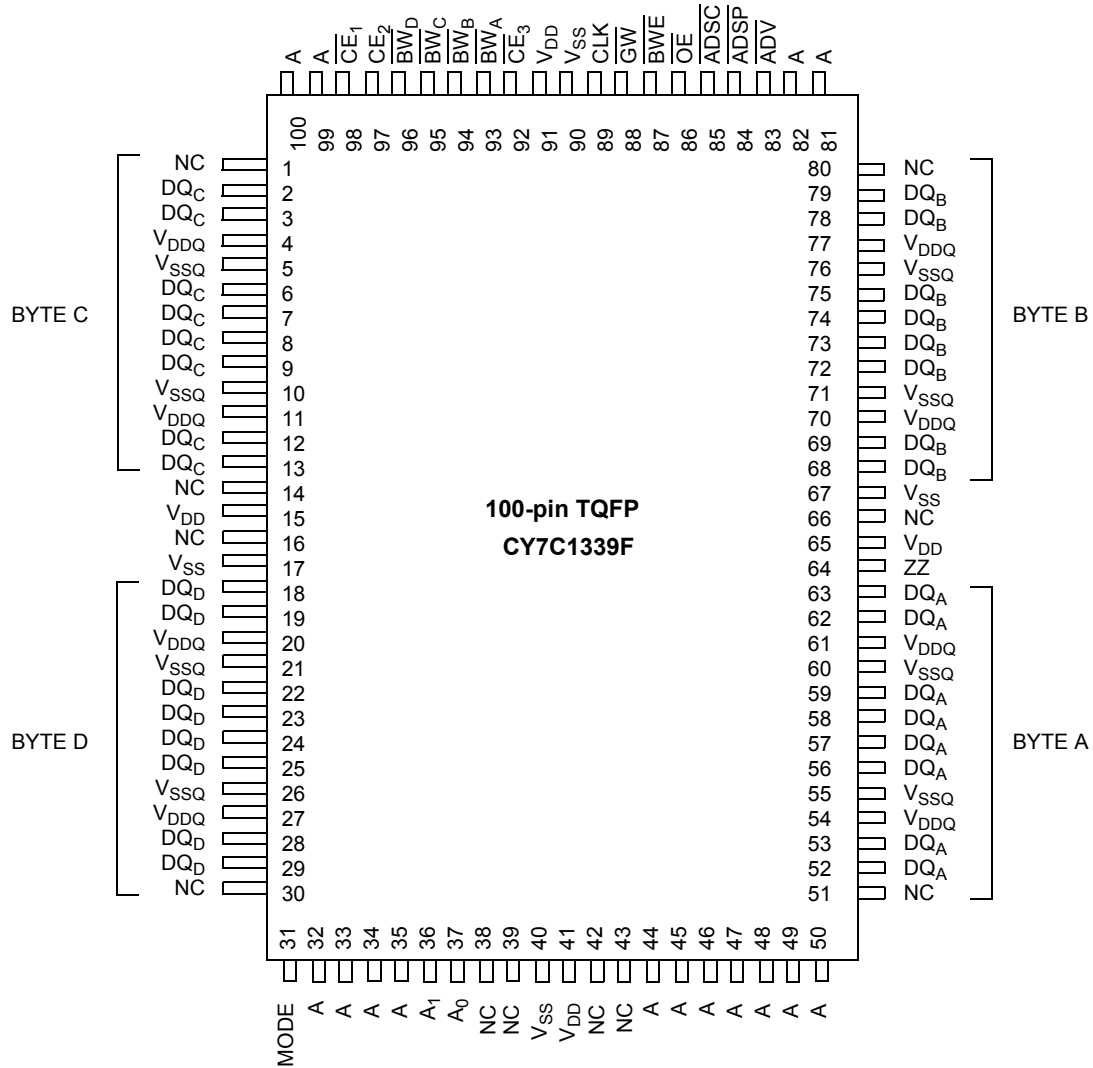 A
A
CE1
CE2
BWD
BWC
BWB
BWA
CE3
VDD
VSS
CLK
GW
BWE
OE
ADSC
ADSP
ADV
A
A
100
99
98
97
96
95
94
93
92
91
90
89
88
87
86
85
84
83
82
81
BYTE C
NC 1
DQC 2
DQC 3
VDDQ 4
VSSQ 5
DQC 6
DQC 7
DQC 8
DQC 9
VSSQ 10
VDDQ 11
DQC 12
DQC 13
NC 14
VDD 15
NC 16
VSS 17
BYTE D
DQD 18
DQD 19
VDDQ 20
VSSQ 21
DQD 22
DQD 23
DQD 24
DQD 25
VSSQ 26
VDDQ 27
DQD 28
DQD 29
NC 30
100-pin TQFP
CY7C1339F
80 NC
79 DQB
78 DQB
77 VDDQ
76 VSSQ
75 DQB
74 DQB
73 DQB
72 DQB
71 VSSQ
70 VDDQ
69 DQB
68 DQB
BYTE B
67 VSS
66 NC
65 VDD
64 ZZ
63 DQA
62 DQA
61 VDDQ
60 VSSQ
59 DQA
58 DQA
57 DQA
56 DQA
55 VSSQ
54 VDDQ
53 DQA
52 DQA
51 NC
BYTE A
31
32
33
34
35
36
37
38
39
40
41
42
43
44
45
46
47
48
49
50
MODE
A
A
A
A
A1
A0
NC
NC
VSS
VDD
NC
NC
A
A
A
A
A
A
A